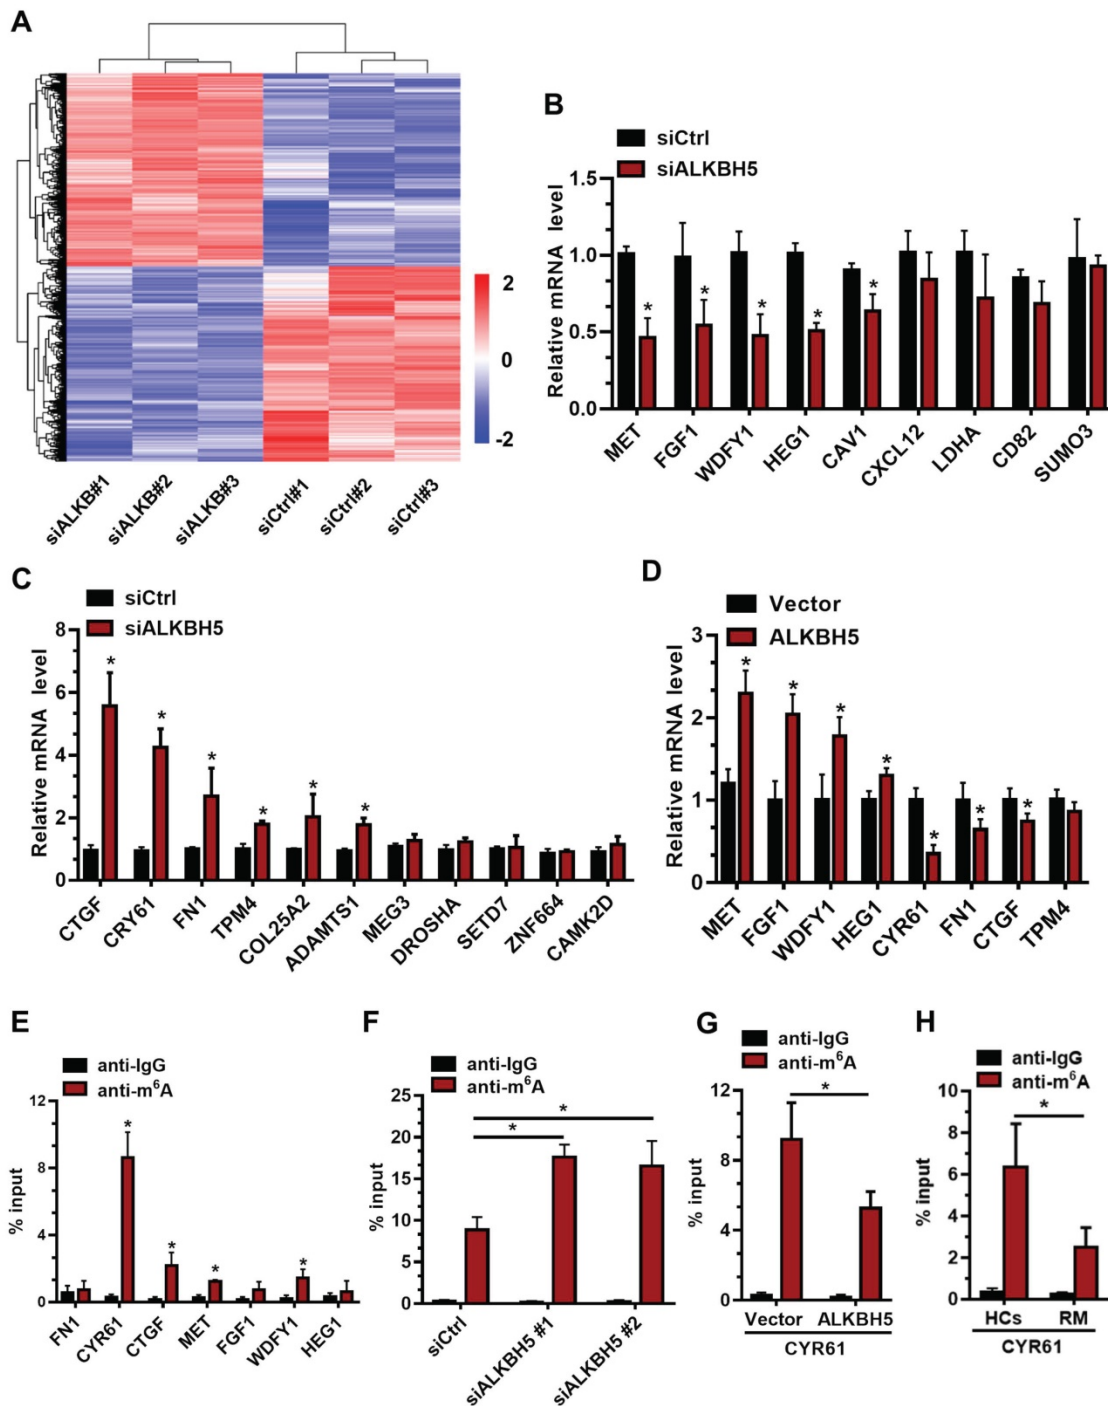 A
2
0
-2
siALKB#1
siALKB#2
siALKB#3
siCtrl#1
siCtrl#2
siCtrl#3
B
siCtrl
siALKBH5
Relative mRNA level
1.5
1.0
0.5
0.0
* * * * *
MET
FGF1
WDFY1
HEG1
CAV1
CXCL12
LDHA
CD82
SUMO3
C
siCtrl
siALKBH5
Relative mRNA level
8
6
4
2
0
* * * * * *
CTGF
CRY61
FN1
TPM4
COL25A2
ADAMTS1
MEG3
DROSHA
SETD7
ZNF664
CAMK2D
D
Vector
ALKBH5
Relative mRNA level
3
2
1
0
* * * * * * *
MET
FGF1
WDFY1
HEG1
CYR61
FN1
CTGF
TPM4
E
anti-IgG
anti-m⁶A
% input
12
8
4
0
* * * *
FN1
CYR61
CTGF
MET
FGF1
WDFY1
HEG1
F
anti-IgG
anti-m⁶A
% input
25
20
15
10
5
0
*
*
siCtrl
siALKBH5 #1
siALKBH5 #2
G
anti-IgG
anti-m⁶A
% input
12
8
4
0
*
Vector ALKBH5
CYR61
H
anti-IgG
anti-m⁶A
% input
10
8
6
4
2
0
*
HCs RM
CYR61